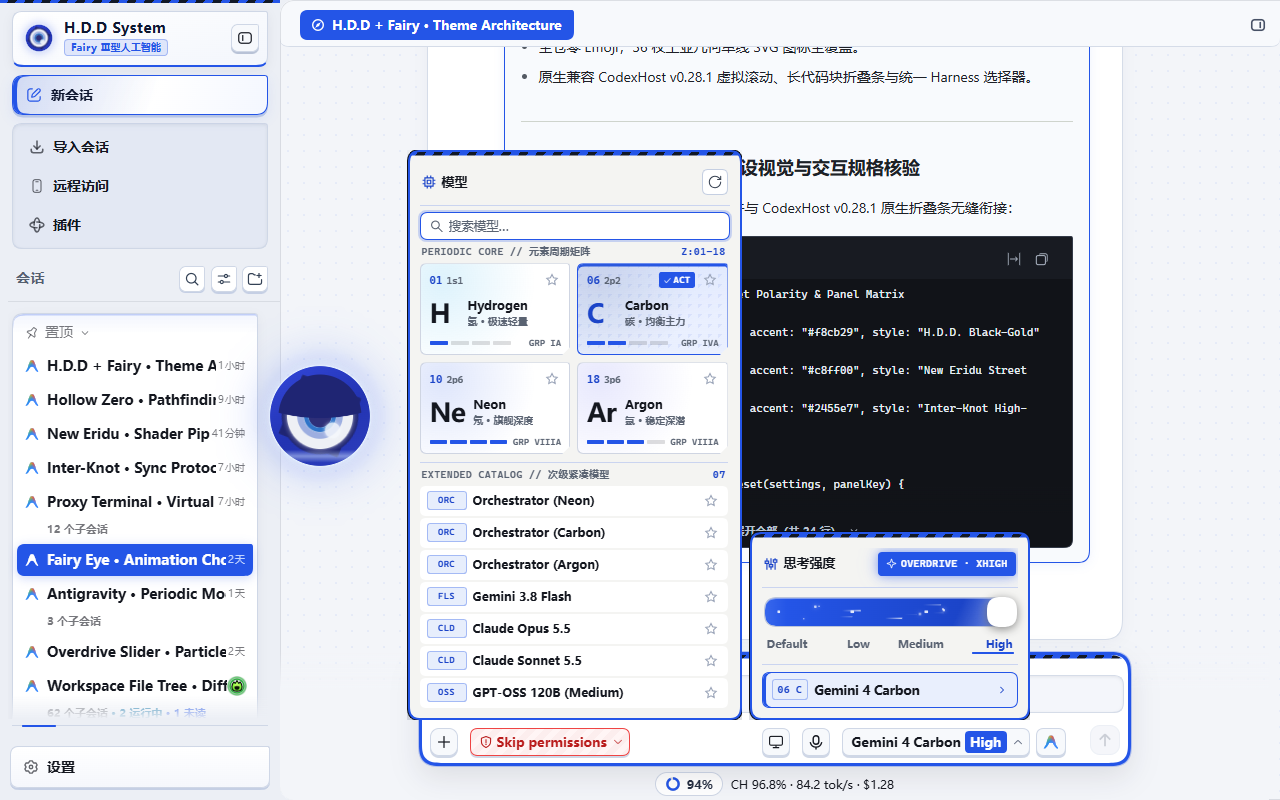 H.D.D System
Fairy Ⅲ型人工智能
新会话
导入会话
远程访问
插件
会话
置顶
H.D.D + Fairy • Theme A 1小时
Hollow Zero • Pathfindin 9小时
New Eridu • Shader Pip 41分钟
Inter-Knot • Sync Protoc 7小时
Proxy Terminal • Virtual 7小时
12 个子会话
Fairy Eye • Animation Cho 2天
Antigravity • Periodic Mo 1天
3 个子会话
Overdrive Slider • Particle 2天
Workspace File Tree • Diff
62 个子会话 • 2 运行中 • 1 未读
设置
H.D.D + Fairy • Theme Architecture
原生兼容 CodexHost v0.28.1 虚拟滚动、长代码块折叠条与统一 Harness 选择器。
设视觉与交互规格核验
与 CodexHost v0.28.1 原生折叠条无缝衔接：
t Polarity & Panel Matrix
accent: "#f8cb29", style: "H.D.D. Black-Gold"
accent: "#c8ff00", style: "New Eridu Street
accent: "#2455e7", style: "Inter-Knot High-
set(settings, panelKey) {
模型
搜索模型...
PERIODIC CORE // 元素周期矩阵 Z:01-18
01 1s1
H Hydrogen
氢 • 极速轻量
GRP IA
06 2p2 ACT
C Carbon
碳 • 均衡主力
GRP IVA
10 2p6
Ne Neon
氖 • 旗舰深度
GRP VIIIA
18 3p6
Ar Argon
氩 • 稳定深潜
GRP VIIIA
EXTENDED CATALOG // 次级紧凑模型 07
ORC Orchestrator (Neon)
ORC Orchestrator (Carbon)
ORC Orchestrator (Argon)
FLS Gemini 3.8 Flash
CLD Claude Opus 5.5
CLD Claude Sonnet 5.5
OSS GPT-OSS 120B (Medium)
思考强度 OVERDRIVE · XHIGH
Default Low Medium High
06 C Gemini 4 Carbon
Skip permissions
Gemini 4 Carbon High
94% CH 96.8% · 84.2 tok/s · $1.28